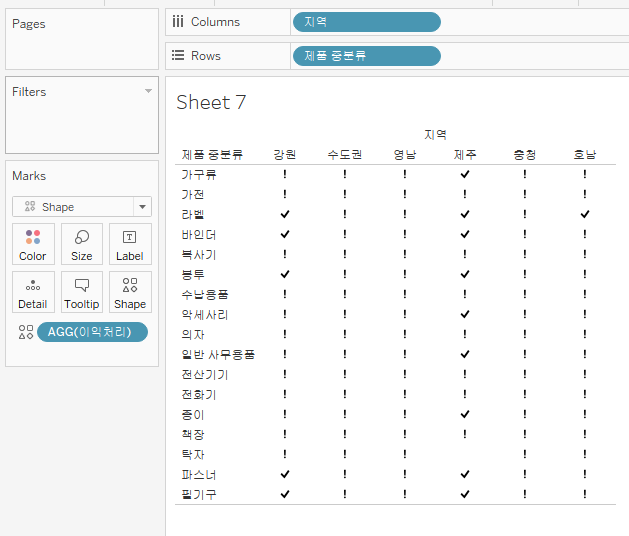 Pages
Columns
지역
Rows
제품 중분류
Filters
Sheet 7
지역
제품 중분류 강원 수도권 영남 제주 충청 호남
가구류 ! ! ! ✓ ! !
가전 ! ! ! ! ! !
라벨 ✓ ! ! ✓ ! ✓
바인더 ✓ ! ! ✓ ! !
복사기 ! ! ! ! ! !
봉투 ✓ ! ! ✓ ! !
수납용품 ! ! ! ! ! !
악세사리 ! ! ! ✓ ! !
의자 ! ! ! ! ! !
일반 사무용품 ! ! ! ✓ ! !
전산기기 ! ! ! ! ! !
전화기 ! ! ! ! ! !
종이 ! ! ! ✓ ! !
책장 ! ! ! ! ! !
탁자 ! ! ! ! !
파스너 ✓ ! ! ✓ ! !
필기구 ✓ ! ! ✓ ! !
Marks
Shape
Color Size Label
Detail Tooltip Shape
AGG(이익처리)